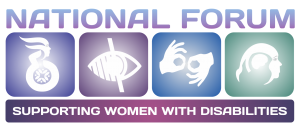 NATIONAL FORUM
SUPPORTING WOMEN WITH DISABILITIES